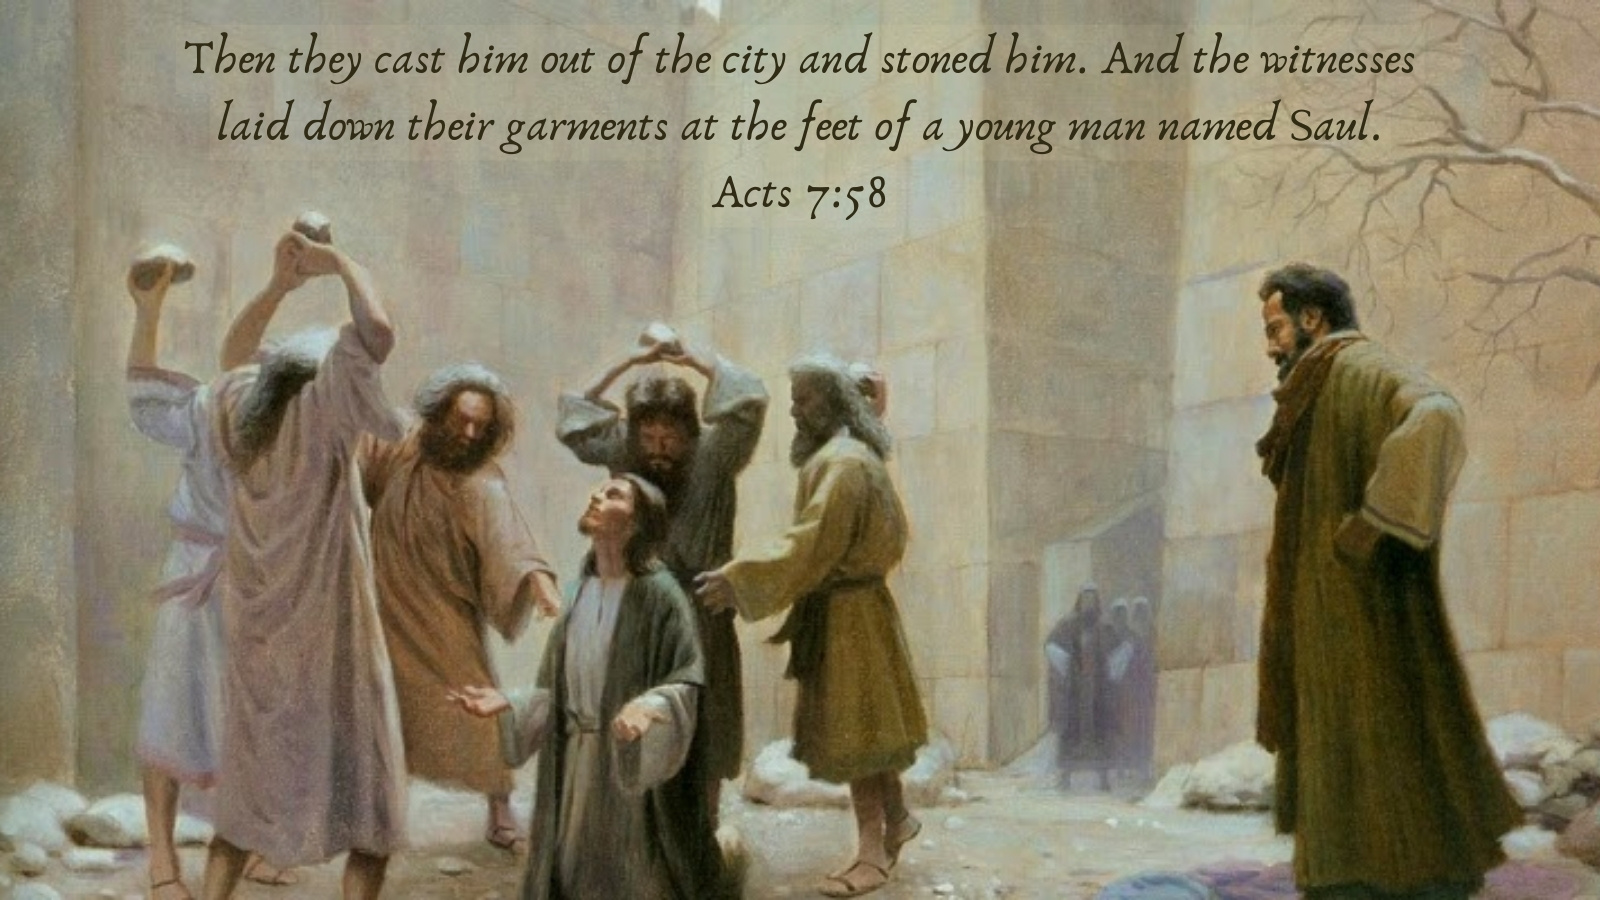 Then they cast him out of the city and stoned him. And the witnesses
laid down their garments at the feet of a young man named Saul.
Acts 7:58